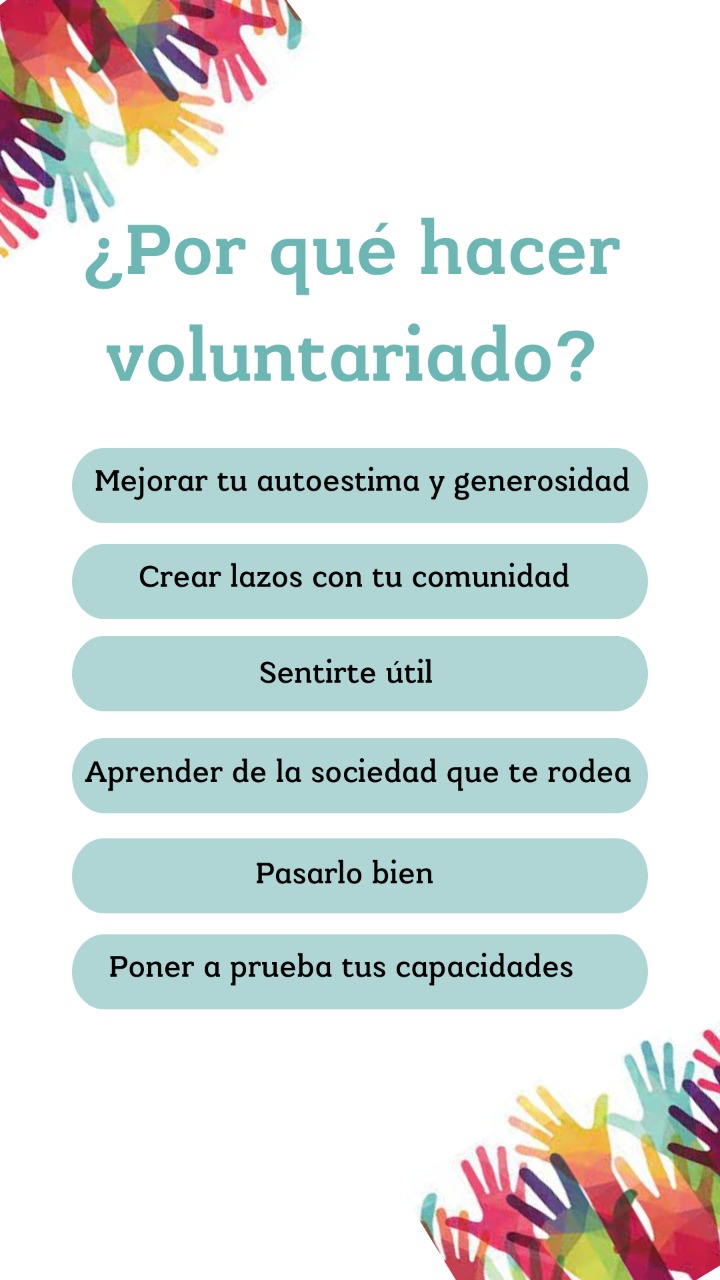 ¿Por qué hacer
voluntariado?
Mejorar tu autoestima y generosidad
Crear lazos con tu comunidad
Sentirte útil
Aprender de la sociedad que te rodea
Pasarlo bien
Poner a prueba tus capacidades